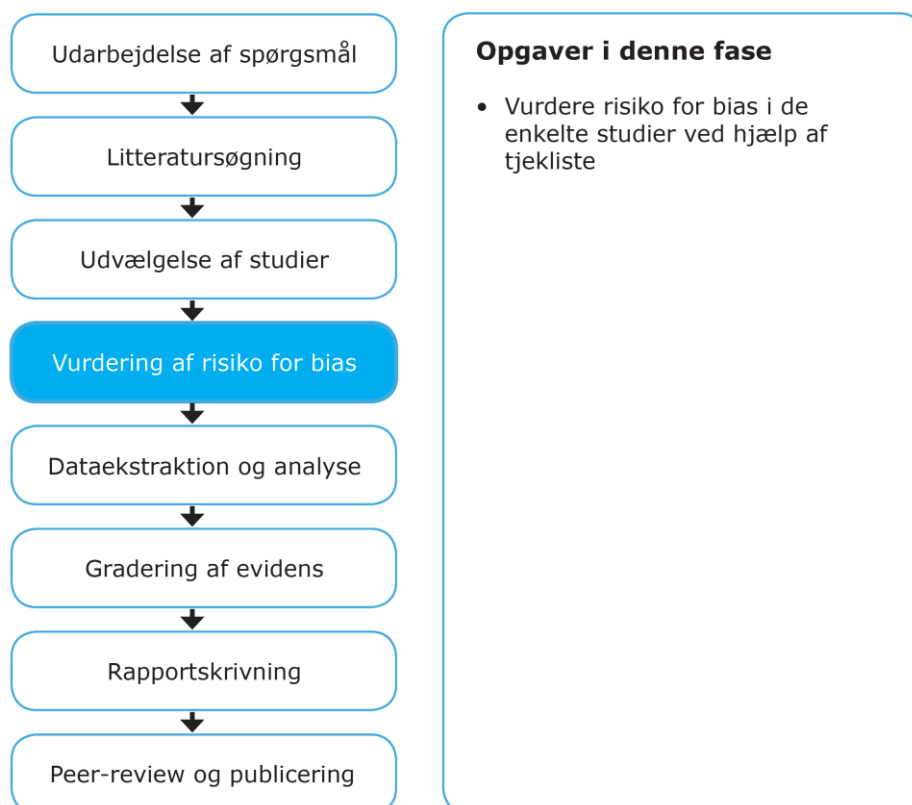 Udarbejdelse af spørgsmål
Litteratursøgning
Udvælgelse af studier
Vurdering af risiko for bias
Dataekstraktion og analyse
Gradering af evidens
Rapportskrivning
Peer-review og publicering
Opgaver i denne fase
• Vurdere risiko for bias i de
enkelte studier ved hjælp af
tjekliste